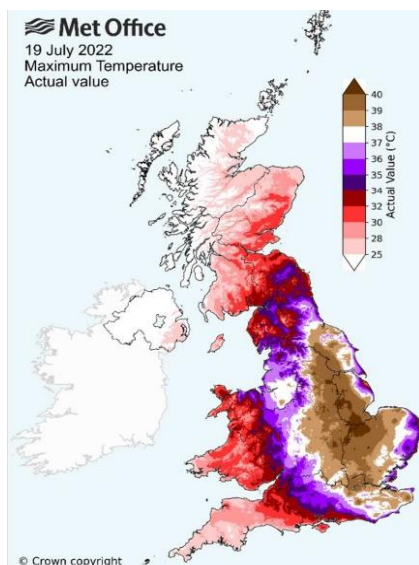 Met Office
19 July 2022
Maximum Temperature
Actual value
40
39
38
37
36
35
34
32
30
28
25
Actual Value (°C)
© Crown copyright